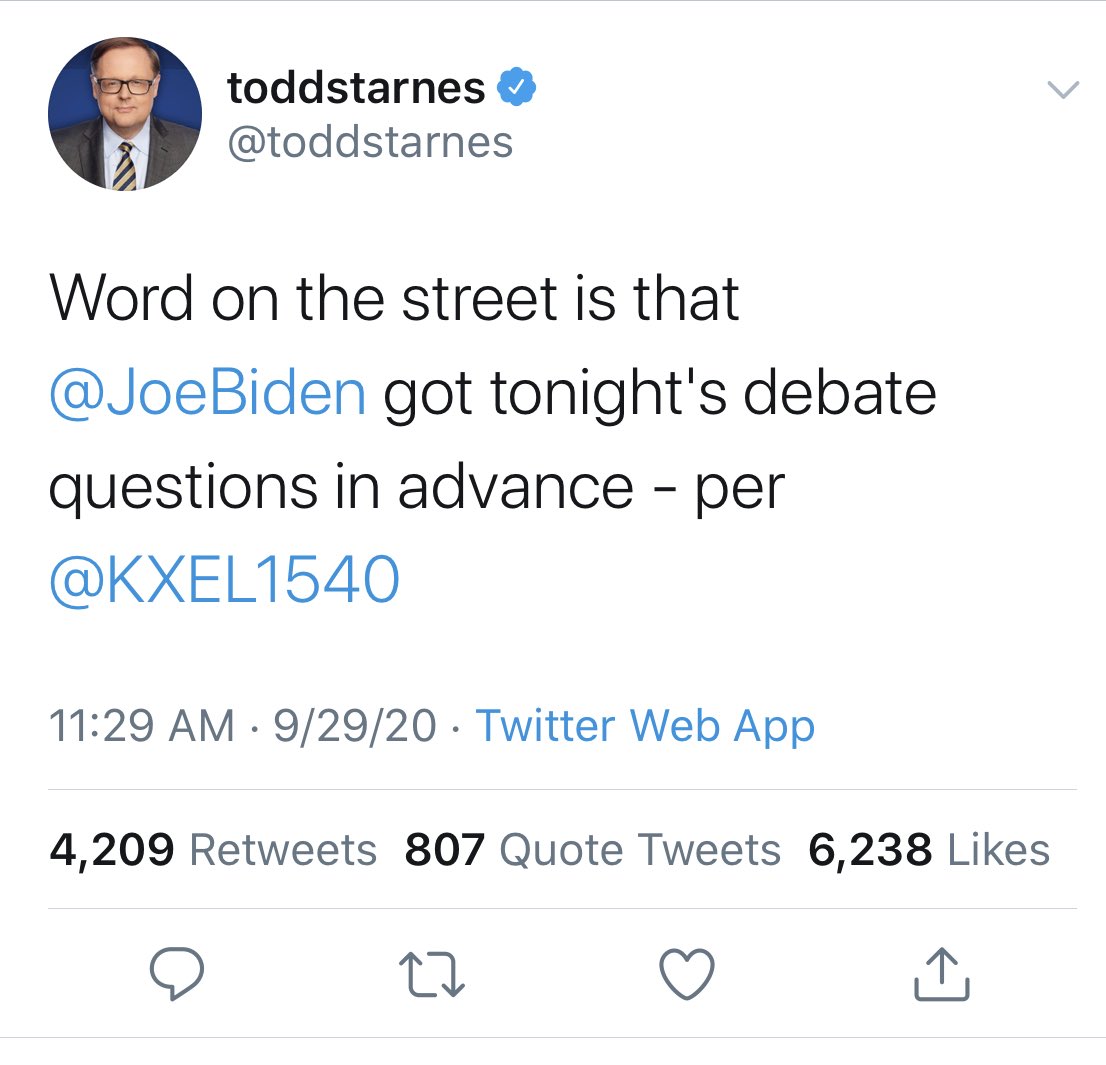 toddstarnes
@toddstarnes
Word on the street is that
@JoeBiden got tonight's debate
questions in advance - per
@KXEL1540
11:29 AM · 9/29/20 · Twitter Web App
4,209 Retweets 807 Quote Tweets 6,238 Likes